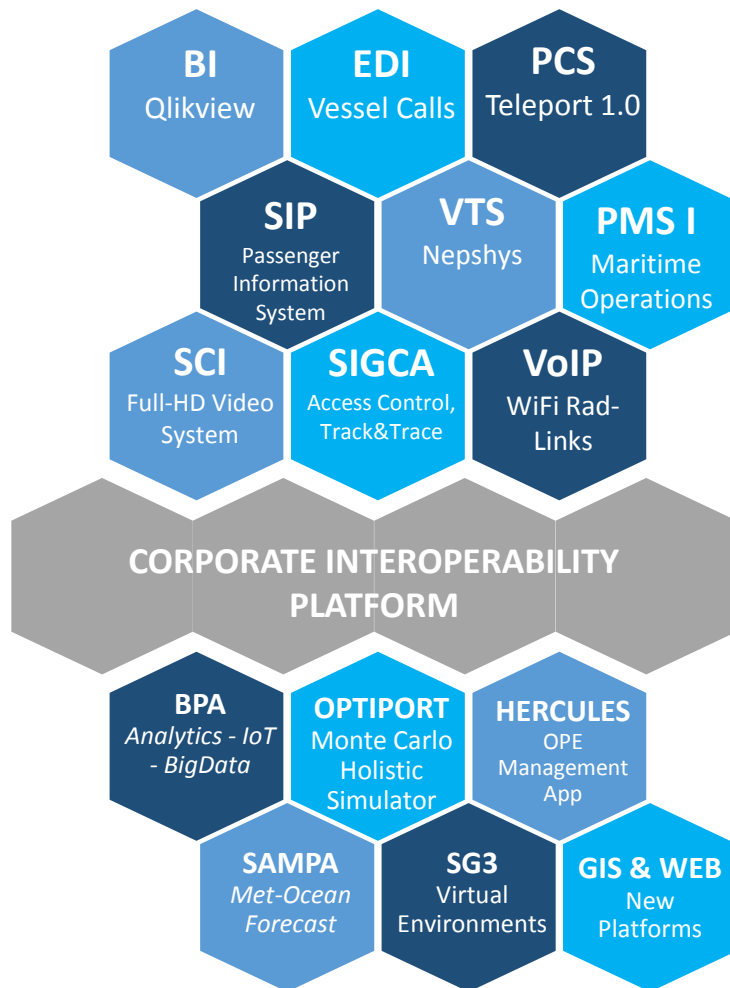 BI
Qlikview
EDI
Vessel Calls
PCS
Teleport 1.0
SIP
Passenger
Information
System
VTS
Nepshys
PMS I
Maritime
Operations
SCI
Full-HD Video
System
SIGCA
Access Control,
Track&Trace
VoIP
WiFi Rad-
Links
CORPORATE INTEROPERABILITY
PLATFORM
BPA
Analytics - IoT
- BigData
OPTIPORT
Monte Carlo
Holistic
Simulator
HERCULES
OPE
Management
App
SAMPA
Met-Ocean
Forecast
SG3
Virtual
Environments
GIS & WEB
New
Platforms